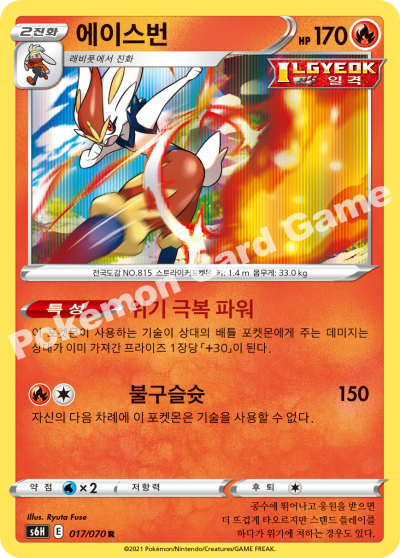 2진화
에이스번
HP 170
래비풋에서 진화
ILGYEOK
일격
전국도감 NO.815 스트라이커포켓몬 키: 1.4 m 몸무게: 33.0 kg
특성
위기 극복 파워
이 포켓몬이 사용하는 기술이 상대의 배틀 포켓몬에게 주는 데미지는
상대가 이미 가져간 프라이즈 1장당 「+30」이 된다.
불구슬슛 150
자신의 다음 차례에 이 포켓몬은 기술을 사용할 수 없다.
약점 ×2 저항력 후퇴
Illus. Ryuta Fuse
s6H E 017/070 R
공수에 뛰어나고 응원을 받으면
더 뜨겁게 타오르지만 스탠드 플레이를
하다가 위기에 처하는 경우도 있다.
©2021 Pokémon/Nintendo/Creatures/GAME FREAK.
Pokémon Card Game